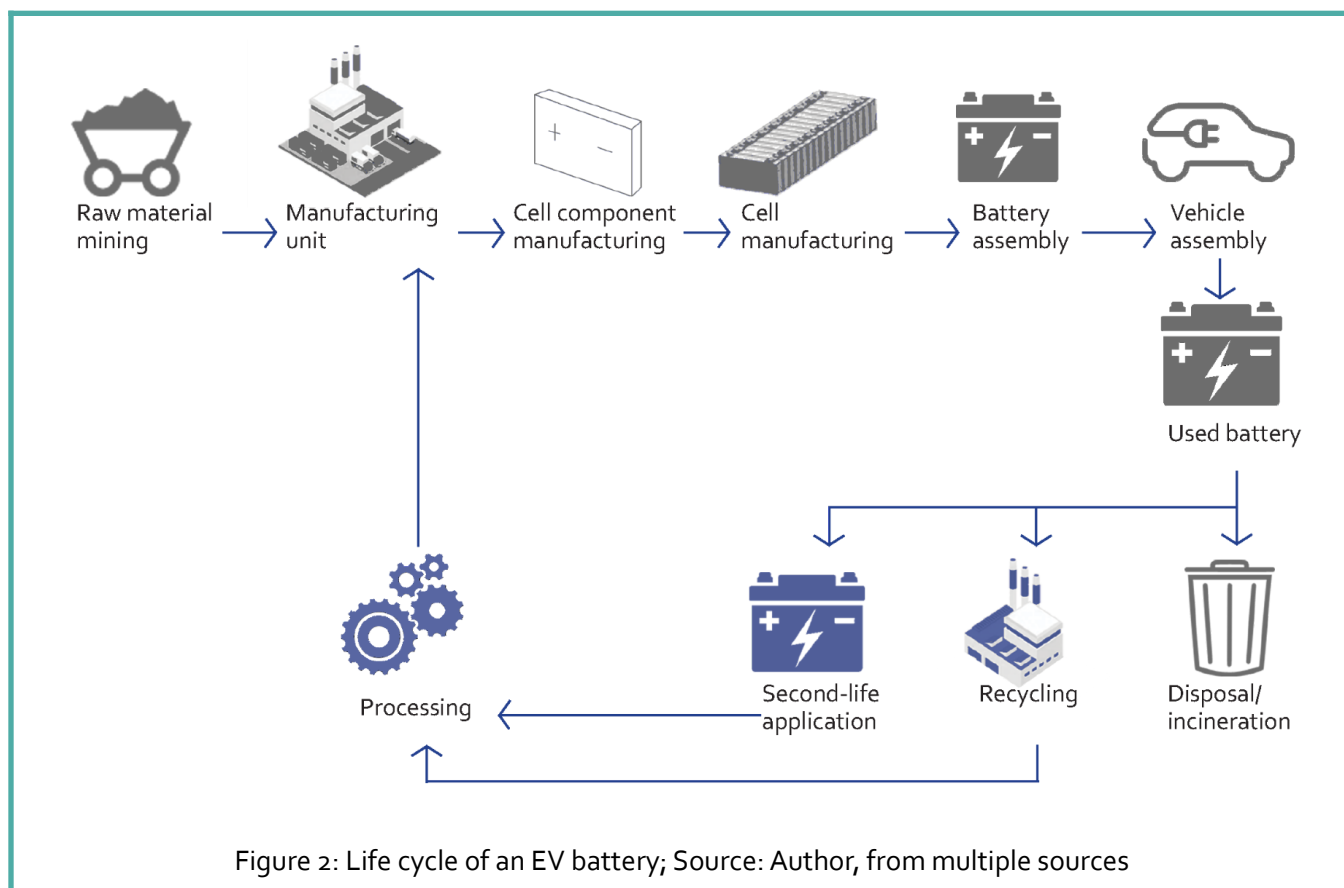 Raw material
mining
Manufacturing
unit
Cell component
manufacturing
Cell
manufacturing
Battery
assembly
Vehicle
assembly
Used battery
Processing
Second-life
application
Recycling
Disposal/
incineration
Figure 2: Life cycle of an EV battery; Source: Author, from multiple sources